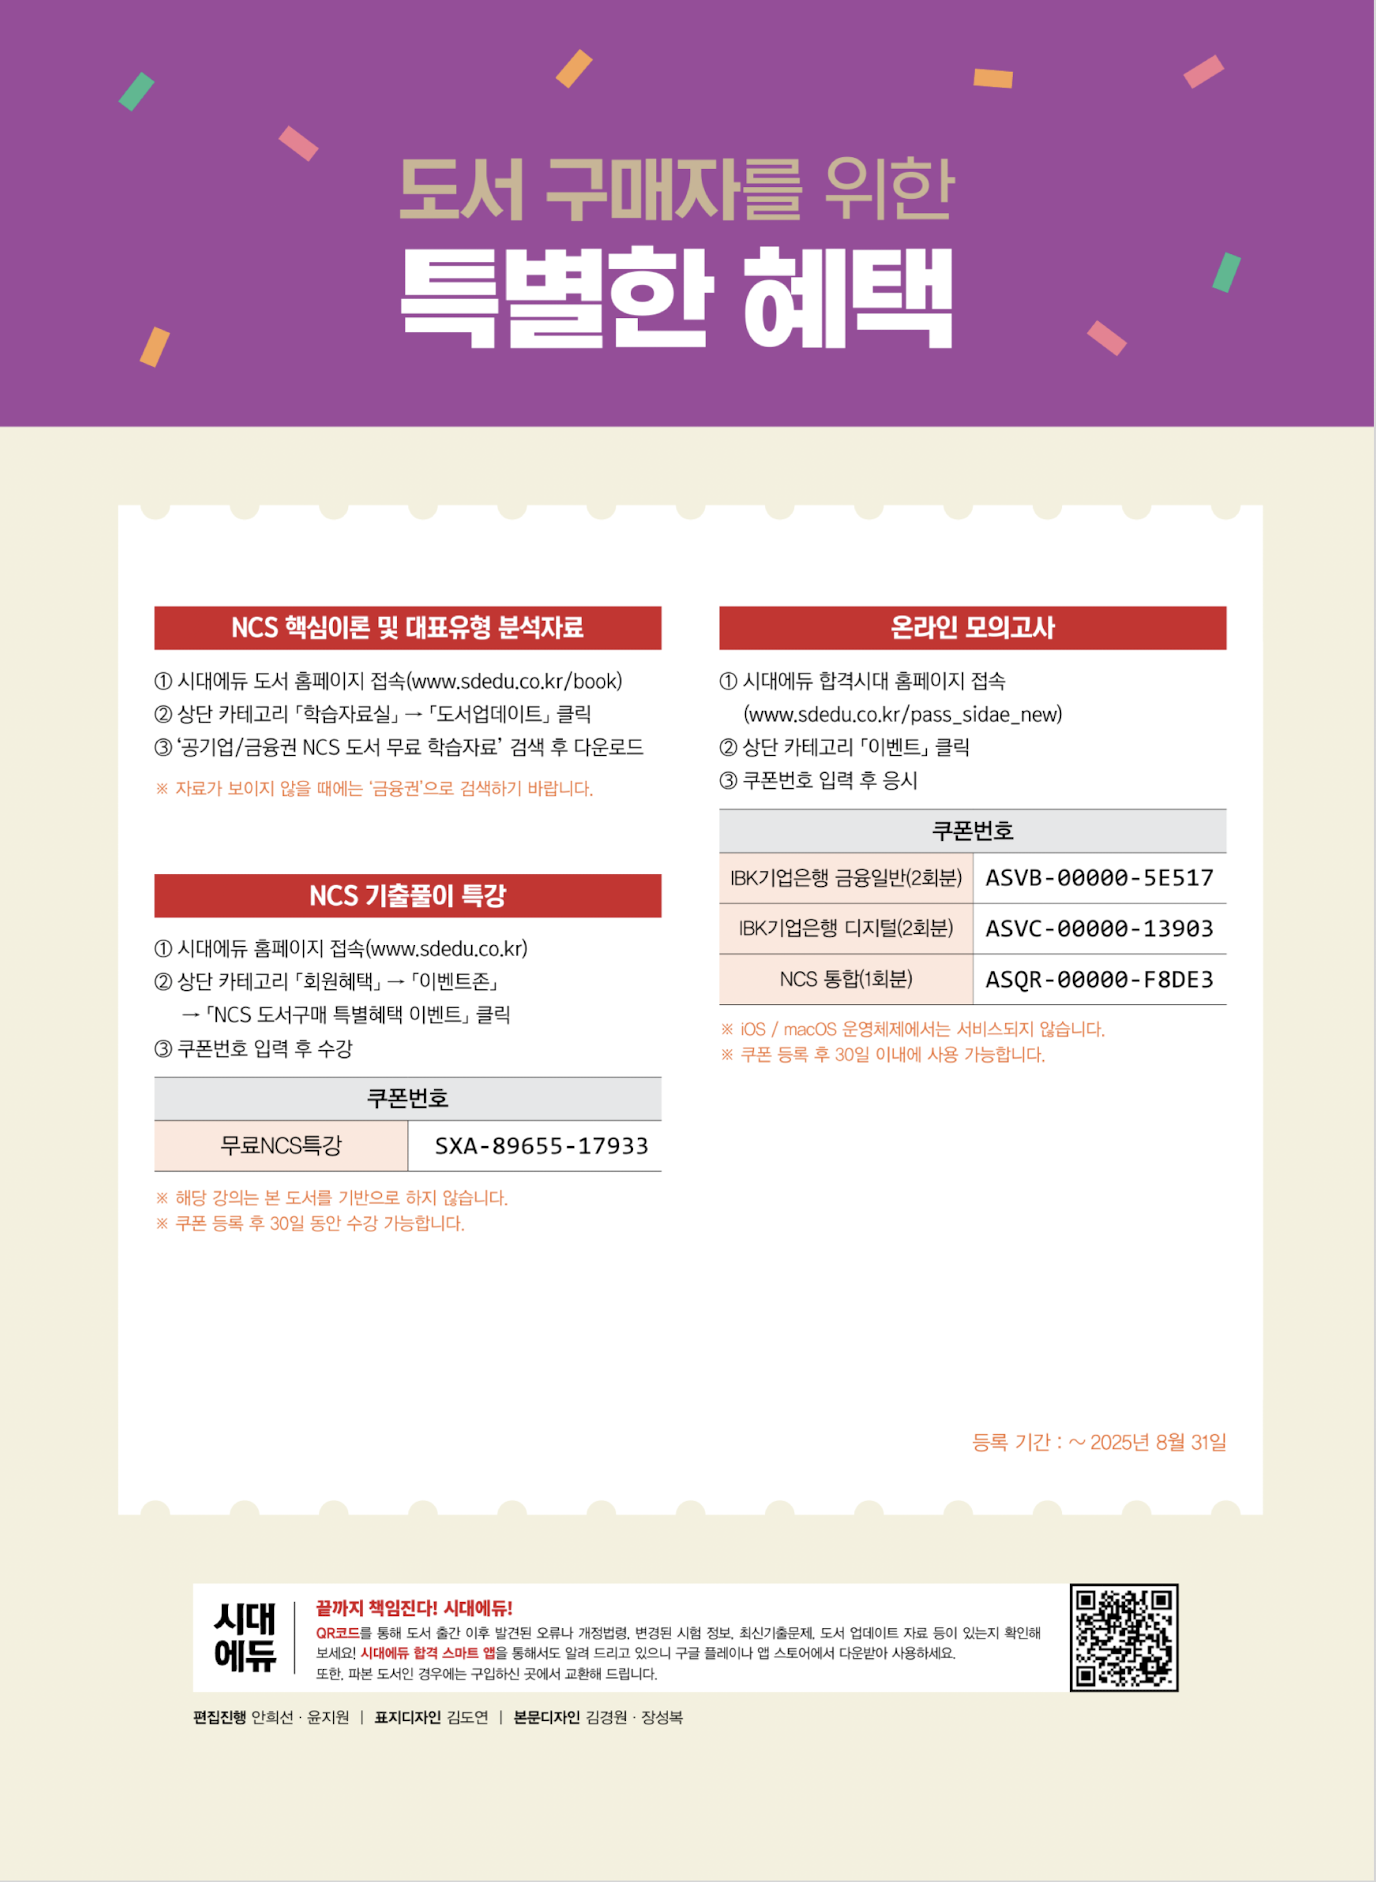 도서 구매자를 위한
특별한 혜택
NCS 핵심이론 및 대표유형 분석자료
① 시대에듀 도서 홈페이지 접속(www.sdedu.co.kr/book)
② 상단 카테고리 「학습자료실」 → 「도서업데이트」 클릭
③ ‘공기업/금융권 NCS 도서 무료 학습자료’ 검색 후 다운로드
※ 자료가 보이지 않을 때에는 ‘금융권’으로 검색하기 바랍니다.
NCS 기출풀이 특강
① 시대에듀 홈페이지 접속(www.sdedu.co.kr)
② 상단 카테고리 「회원혜택」 → 「이벤트존」
→ 「NCS 도서구매 특별혜택 이벤트」 클릭
③ 쿠폰번호 입력 후 수강
쿠폰번호
무료NCS특강 SXA-89655-17933
※ 해당 강의는 본 도서를 기반으로 하지 않습니다.
※ 쿠폰 등록 후 30일 동안 수강 가능합니다.
온라인 모의고사
① 시대에듀 합격시대 홈페이지 접속
(www.sdedu.co.kr/pass_sidae_new)
② 상단 카테고리 「이벤트」 클릭
③ 쿠폰번호 입력 후 응시
쿠폰번호
IBK기업은행 금융일반(2회분) ASVB-00000-5E517
IBK기업은행 디지털(2회분) ASVC-00000-13903
NCS 통합(1회분) ASQR-00000-F8DE3
※ iOS / macOS 운영체제에서는 서비스되지 않습니다.
※ 쿠폰 등록 후 30일 이내에 사용 가능합니다.
등록 기간 : ~ 2025년 8월 31일
시대
에듀
끝까지 책임진다! 시대에듀!
QR코드를 통해 도서 출간 이후 발견된 오류나 개정법령, 변경된 시험 정보, 최신기출문제, 도서 업데이트 자료 등이 있는지 확인해
보세요! 시대에듀 합격 스마트 앱을 통해서도 알려 드리고 있으니 구글 플레이나 앱 스토어에서 다운받아 사용하세요.
또한, 파본 도서인 경우에는 구입하신 곳에서 교환해 드립니다.
편집진행 안희선 · 윤지원 | 표지디자인 김도연 | 본문디자인 김경원 · 장성복